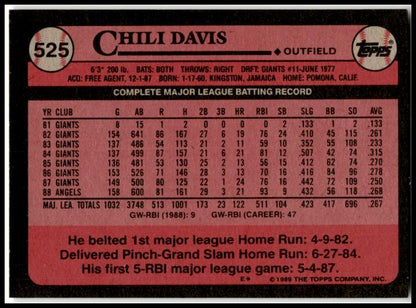 525
CHILI DAVIS
OUTFIELD
Topps
6'3" 200 lb. BATS: BOTH THROWS: RIGHT DRFT: GIANTS #11-JUNE 1977
ACQ: FREE AGENT, 12-1-87 BORN: 1-17-60, KINGSTON, JAMAICA HOME: POMONA, CALIF.
COMPLETE MAJOR LEAGUE BATTING RECORD
YR CLUB G AB R H 2B 3B HR RBI SB SLG BB SO AVG
81 GIANTS 8 15 1 2 0 0 0 0 2 .133 1 2 .133
82 GIANTS 154 641 86 167 27 6 19 76 24 .410 45 115 .261
83 GIANTS 137 486 54 113 21 2 11 59 10 .352 55 108 .233
84 GIANTS 137 499 87 157 21 6 21 81 12 .507 42 74 .315
85 GIANTS 136 481 53 130 25 2 13 56 15 .412 62 74 .270
86 GIANTS 153 526 71 146 28 3 13 70 16 .416 84 96 .278
87 GIANTS 149 500 80 125 22 1 24 76 16 .442 72 109 .250
88 ANGELS 158 600 81 161 29 3 21 93 9 .432 56 118 .268
MAJ. LEA. TOTALS 1032 3748 513 1001 173 23 122 511 104 .423 417 696 .267
GW-RBI (1988): 9 GW-RBI (CAREER): 47
He belted 1st major league Home Run: 4-9-82.
Delivered Pinch-Grand Slam Home Run: 6-27-84.
His first 5-RBI major league game: 5-4-87.
E* © 1989 THE TOPPS COMPANY, INC.